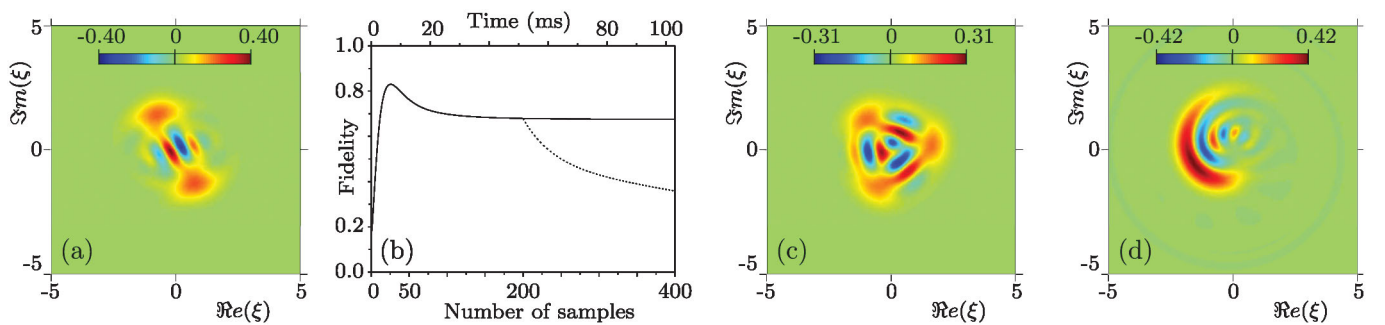 5
-0.40 0 0.40
ℑm(ξ)
0
(a)
-5
-5 0 5
ℜe(ξ)
Time (ms)
0 20 60 80 100
1.0
0.8
Fidelity
0.2
0.0
(b)
0 50 200 300 400
Number of samples
5
-0.31 0 0.31
ℑm(ξ)
0
(c)
-5
-5 0 5
ℜe(ξ)
5
-0.42 0 0.42
ℑm(ξ)
0
(d)
-5
-5 0 5
ℜe(ξ)